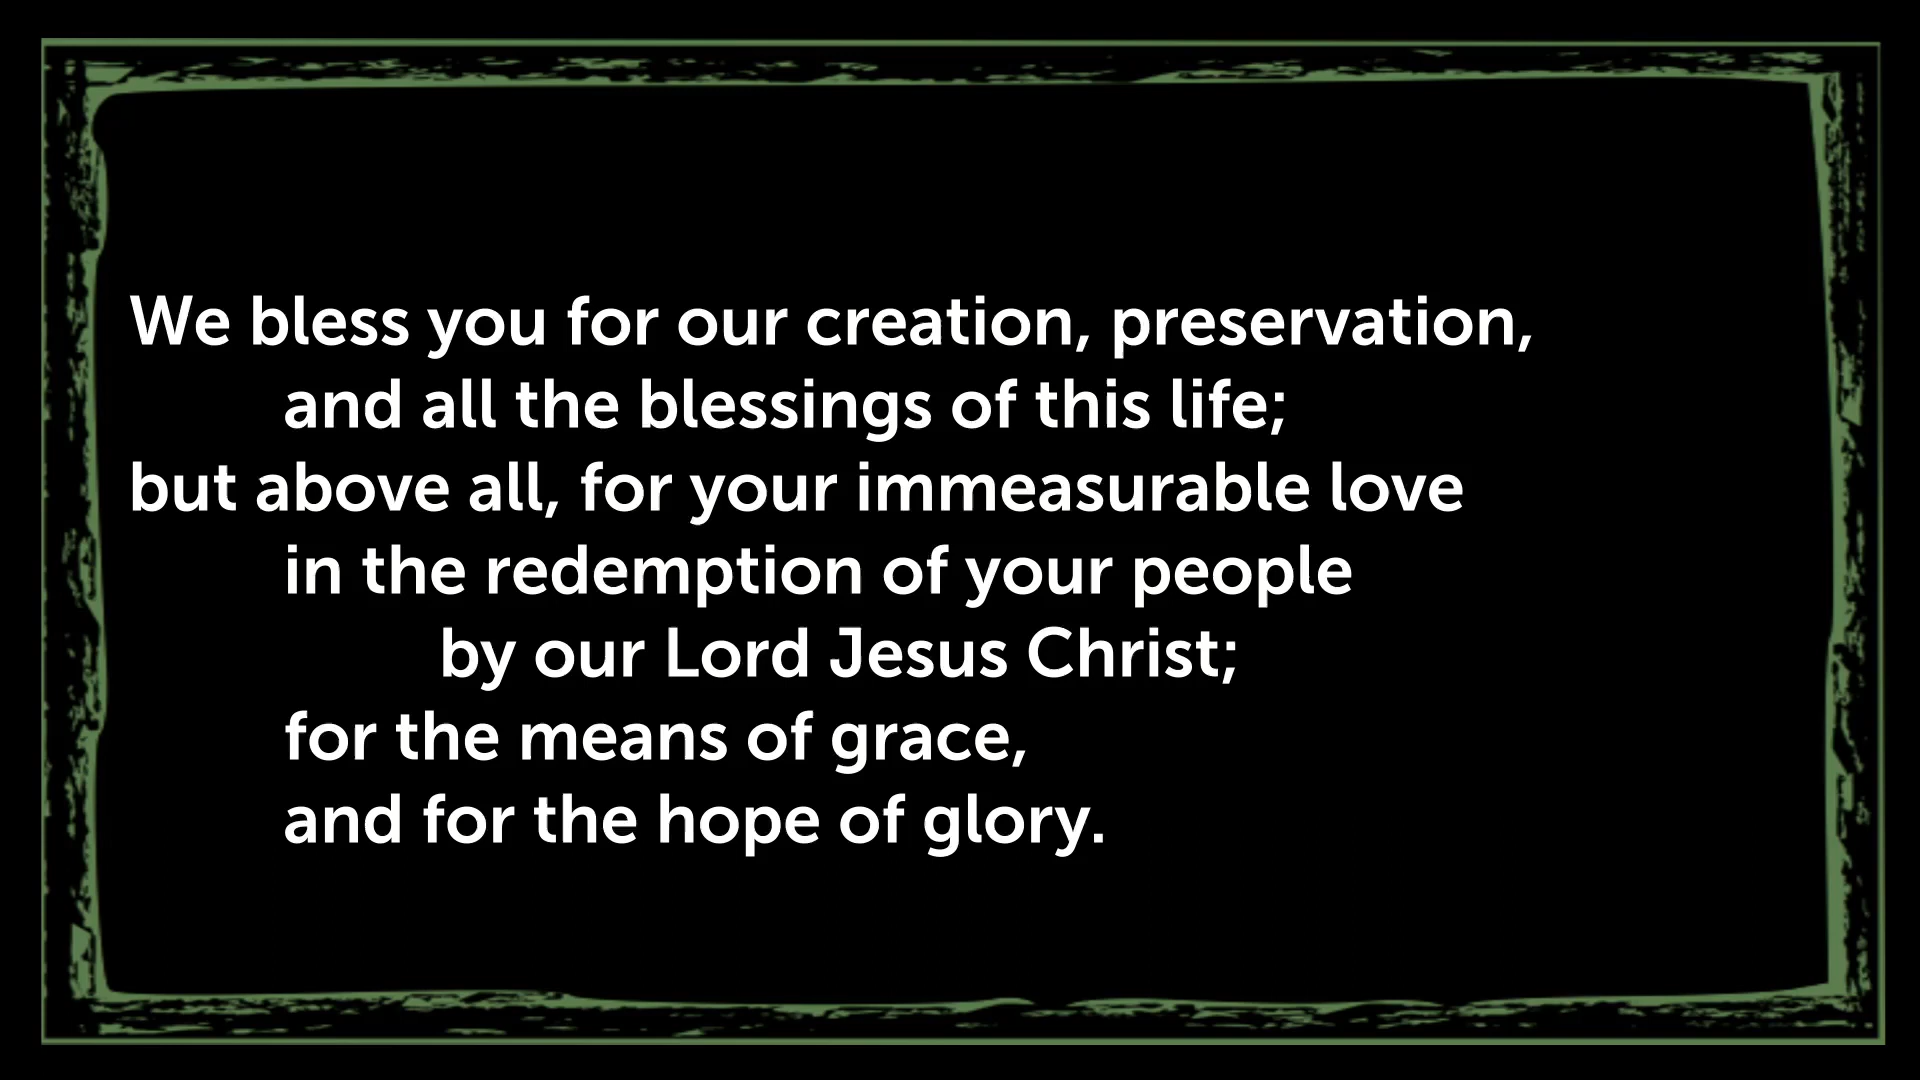 We bless you for our creation, preservation,
and all the blessings of this life;
but above all, for your immeasurable love
in the redemption of your people
by our Lord Jesus Christ;
for the means of grace,
and for the hope of glory.